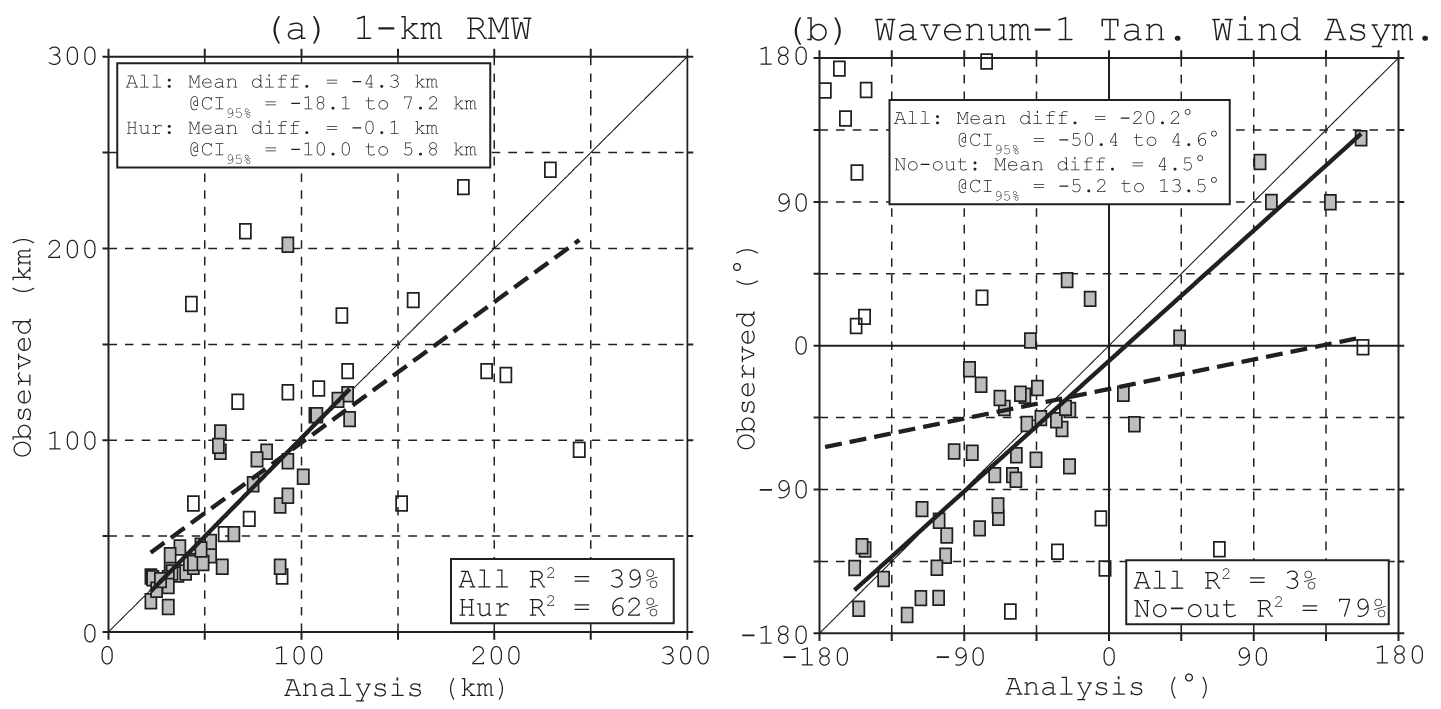 (a) 1-km RMW
300
200
100
0
Observed (km)
All: Mean diff. = -4.3 km
@CI95% = -18.1 to 7.2 km
Hur: Mean diff. = -0.1 km
@CI95% = -10.0 to 5.8 km
All R² = 39%
Hur R² = 62%
0 100 200 300
Analysis (km)
(b) Wavenum-1 Tan. Wind Asym.
180
90
0
-90
-180
Observed (°)
All: Mean diff. = -20.2°
@CI95% = -50.4 to 4.6°
No-out: Mean diff. = 4.5°
@CI95% = -5.2 to 13.5°
All R² = 3%
No-out R² = 79%
-180 -90 0 90 180
Analysis (°)